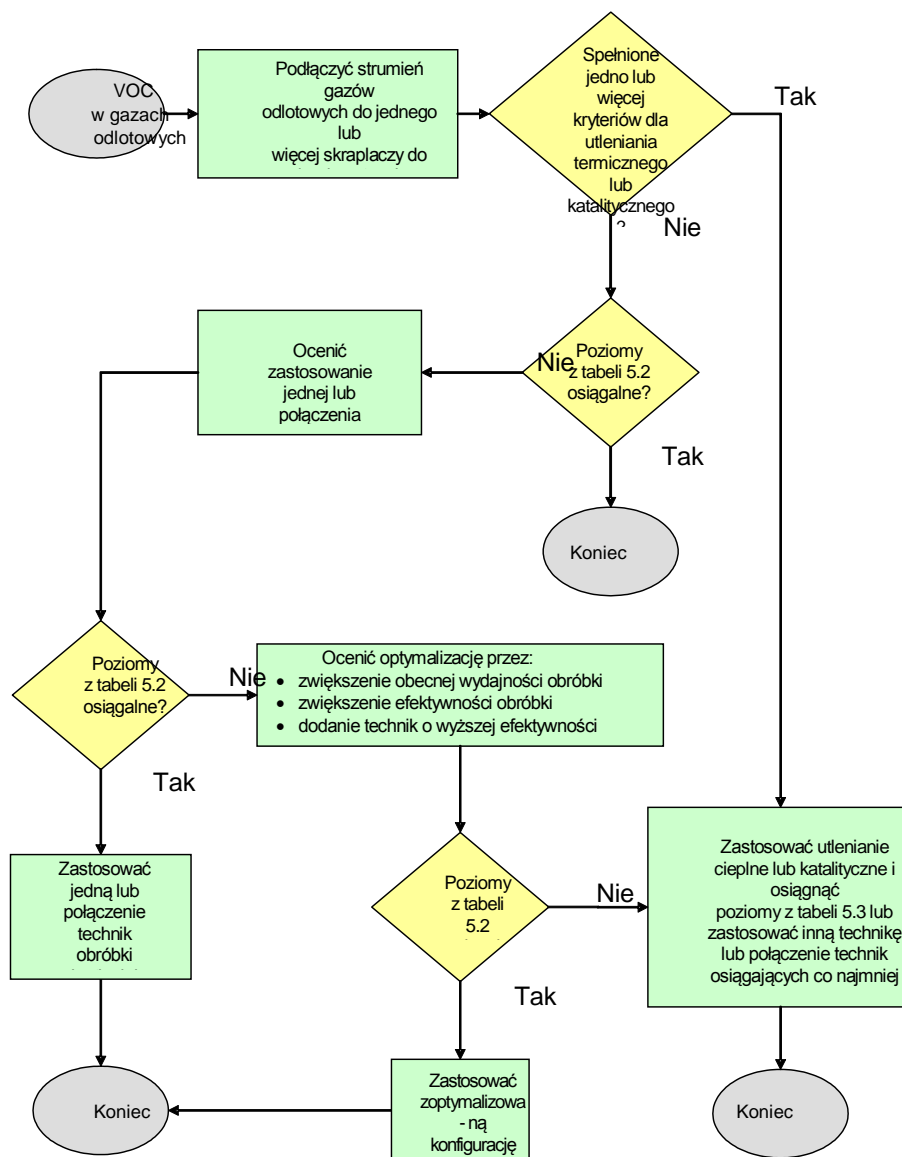 VOC
w gazach
odlotowych
Podłączyć strumień
gazów
odlotowych do jednego
lub
więcej skraplaczy do
Spełnione
jedno lub
więcej
kryteriów dla
utleniania
termicznego
lub
katalitycznego
?
Tak
Nie
Poziomy
z tabeli 5.2
osiągalne?
Nie
Ocenić
zastosowanie
jednej lub
połączenia
Tak
Koniec
Poziomy
z tabeli 5.2
osiągalne?
Nie
Ocenić optymalizację przez:
• zwiększenie obecnej wydajności obróbki
• zwiększenie efektywności obróbki
• dodanie technik o wyższej efektywności
Tak
Zastosować
jedną lub
połączenie
technik
obróbki
Poziomy
z tabeli
5.2
Nie
Zastosować utlenianie
cieplne lub katalityczne i
osiągnąć
poziomy z tabeli 5.3 lub
zastosować inną technikę
lub połączenie technik
osiągających co najmniej
Tak
Koniec
Zastosować
zoptymalizowa
- ną
konfigurację
Koniec